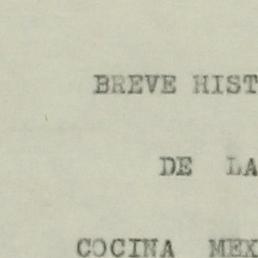 BREVE HIST
DE LA
COCINA MEX